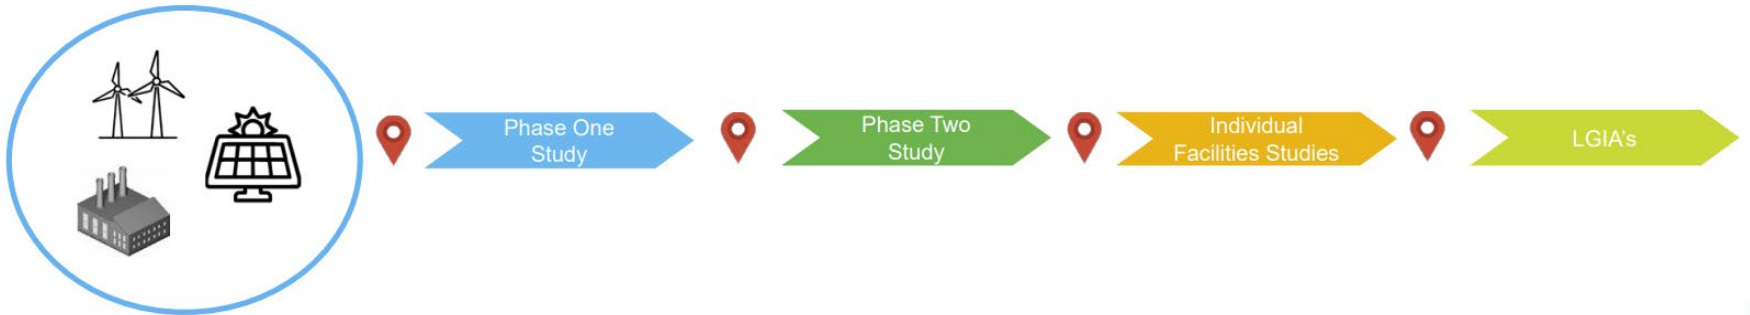 Phase One
Study
Phase Two
Study
Individual
Facilities Studies
LGIA's